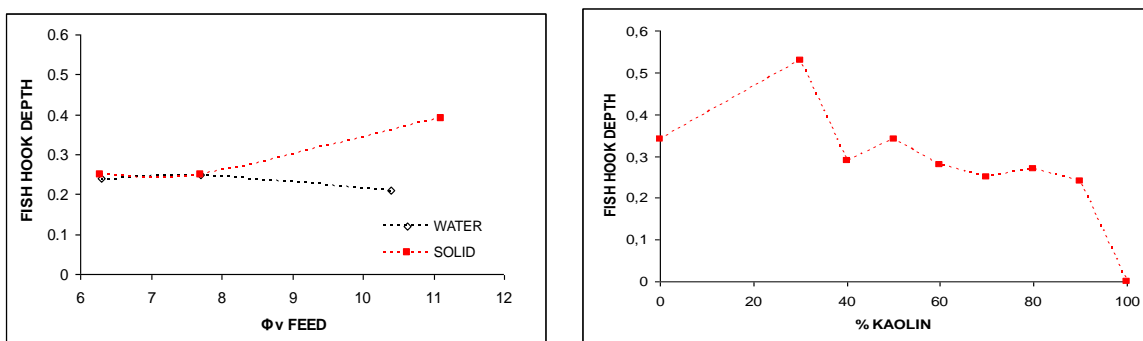 0.6
0.5
0.4
0.3
0.2
0.1
0
FISH HOOK DEPTH
WATER
SOLID
6 7 8 9 10 11 12
Φv FEED
0,6
0,5
0,4
0,3
0,2
0,1
0
FISH HOOK DEPTH
0 20 40 60 80 100
% KAOLIN